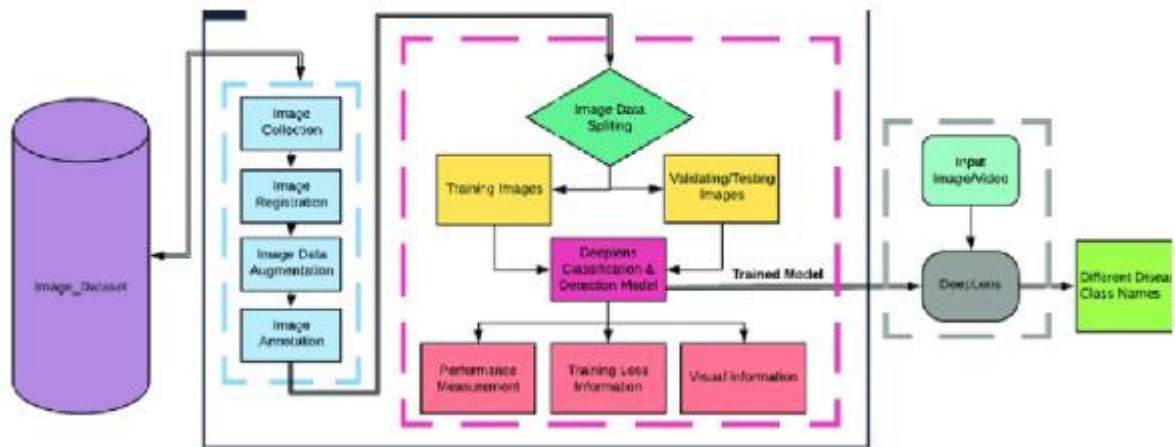 Image_Dataset
Image
Collection
Image
Registration
Image Data
Augmentation
Image
Annotation
Image Data
Spliting
Training Images
Validating/Testing
Images
Deeplens
Classification &
Detection Model
Trained Model
Performance
Measurement
Training Loss
Information
Visual Information
Input
Image/Video
DeepLens
Different Disea
Class Names